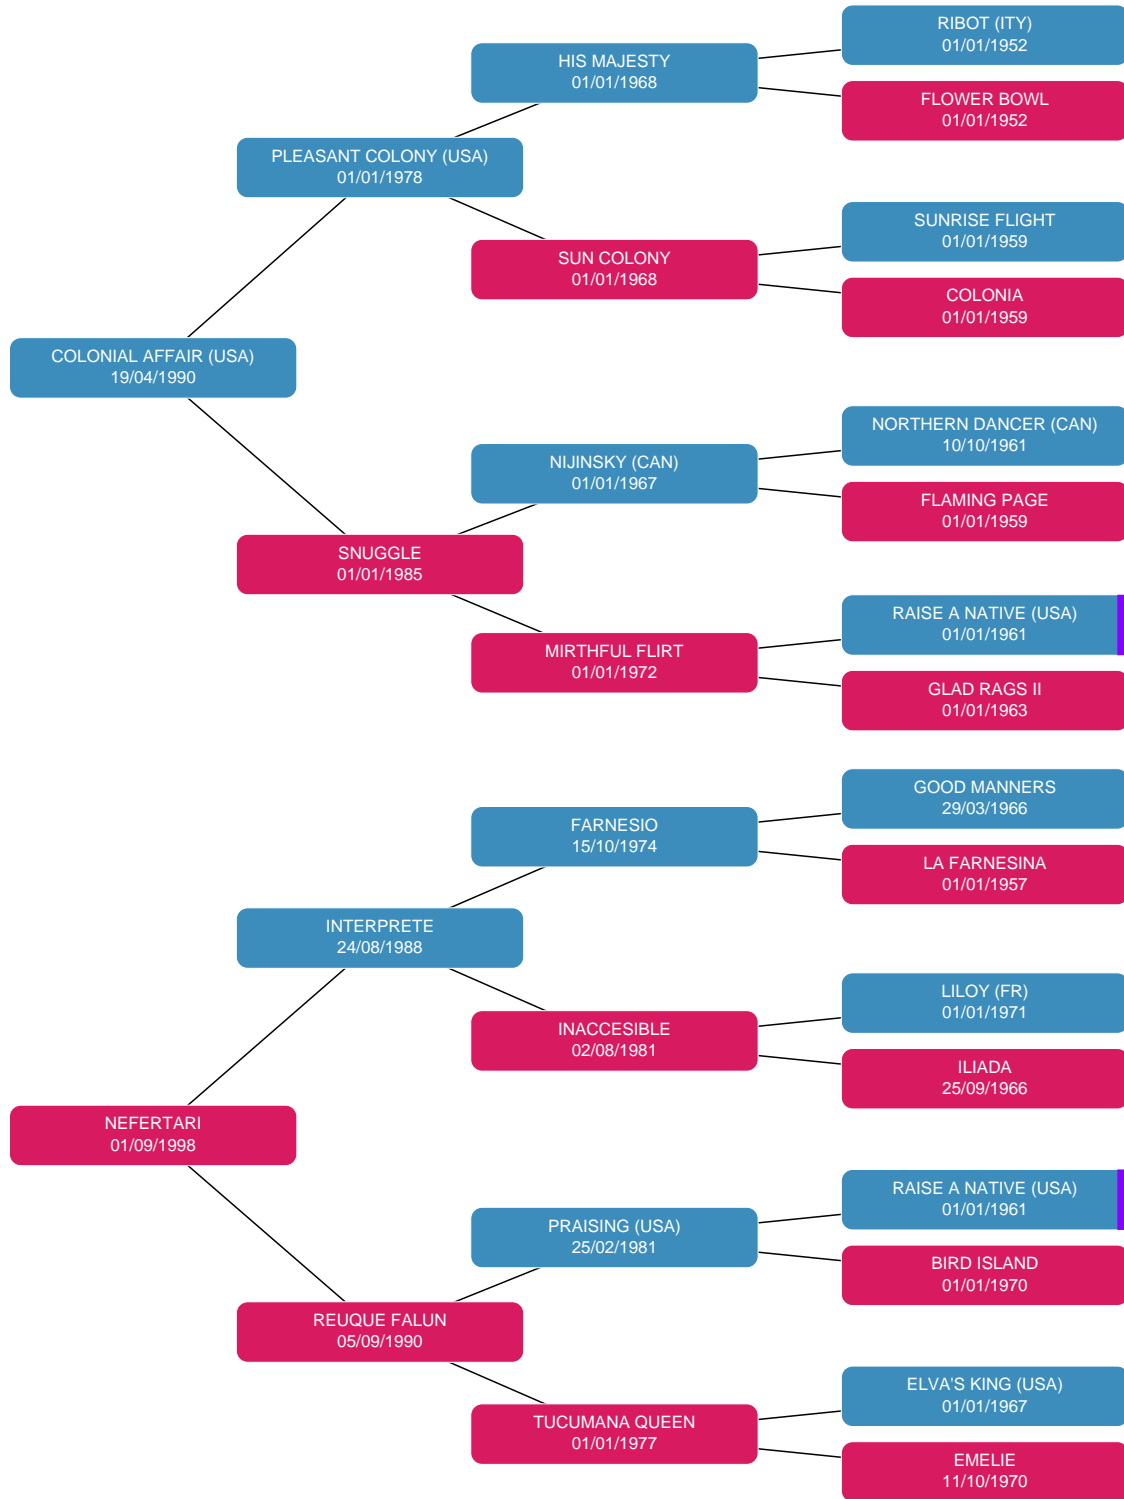 RIBOT (ITY)
01/01/1952
HIS MAJESTY
01/01/1968
FLOWER BOWL
01/01/1952
PLEASANT COLONY (USA)
01/01/1978
SUNRISE FLIGHT
01/01/1959
SUN COLONY
01/01/1968
COLONIA
01/01/1959
COLONIAL AFFAIR (USA)
19/04/1990
NORTHERN DANCER (CAN)
10/10/1961
NIJINSKY (CAN)
01/01/1967
FLAMING PAGE
01/01/1959
SNUGGLE
01/01/1985
RAISE A NATIVE (USA)
01/01/1961
MIRTHFUL FLIRT
01/01/1972
GLAD RAGS II
01/01/1963
GOOD MANNERS
29/03/1966
FARNESIO
15/10/1974
LA FARNESINA
01/01/1957
INTERPRETE
24/08/1988
LILOY (FR)
01/01/1971
INACCESIBLE
02/08/1981
ILIADA
25/09/1966
NEFERTARI
01/09/1998
RAISE A NATIVE (USA)
01/01/1961
PRAISING (USA)
25/02/1981
BIRD ISLAND
01/01/1970
REUQUE FALUN
05/09/1990
ELVA'S KING (USA)
01/01/1967
TUCUMANA QUEEN
01/01/1977
EMELIE
11/10/1970